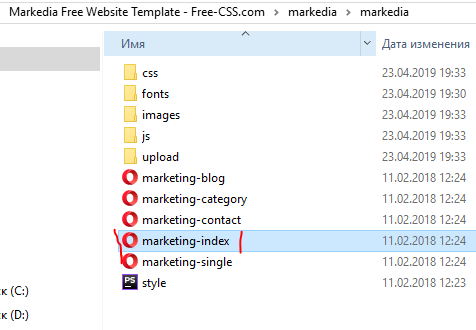 Markedia Free Website Template - Free-CSS.com > markedia > markedia
Имя Дата изменения
css 23.04.2019 19:33
fonts 23.04.2019 19:30
images 23.04.2019 19:33
js 23.04.2019 19:33
upload 23.04.2019 19:33
marketing-blog 11.02.2018 12:24
marketing-category 11.02.2018 12:24
marketing-contact 11.02.2018 12:24
marketing-index 11.02.2018 12:24
marketing-single 11.02.2018 12:24
PS style 11.02.2018 12:23
к (C:)
к (D:)